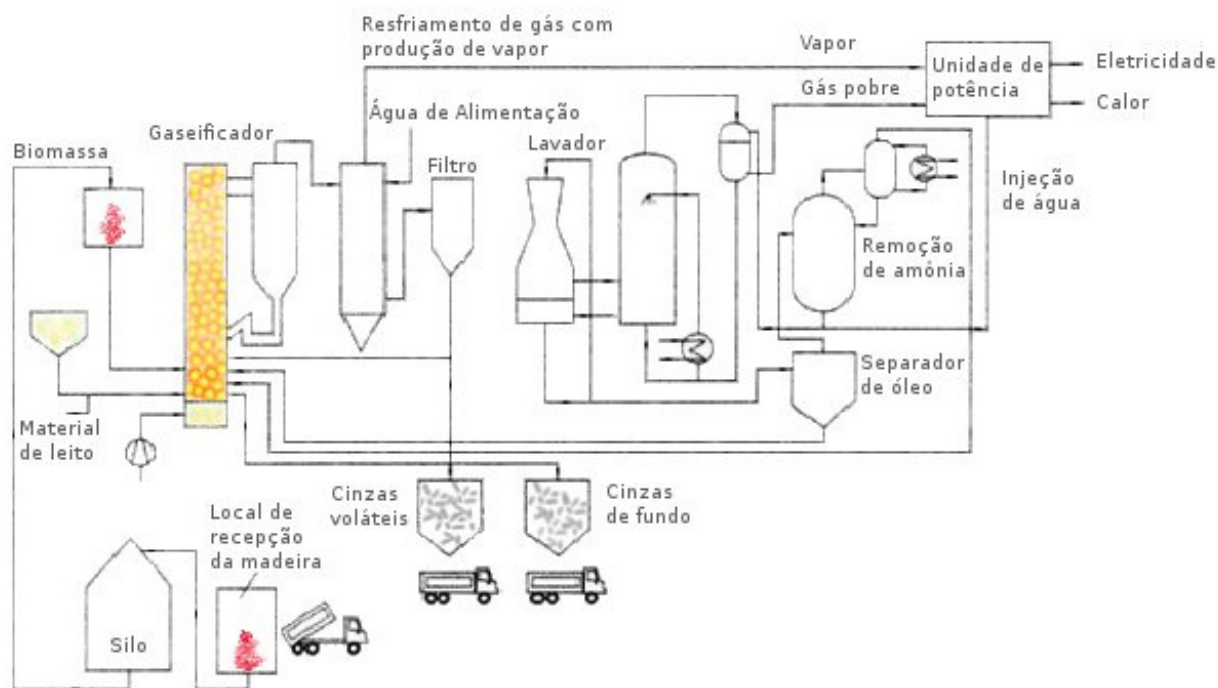 Resfriamento de gás com
produção de vapor
Vapor
Unidade de
potência
Eletricidade
Gás pobre
Calor
Gaseificador
Água de Alimentação
Biomassa
Filtro
Lavador
Injeção
de água
Remoção
de amônia
Separador
de óleo
Material
de leito
Cinzas
voláteis
Cinzas
de fundo
Local de
recepção
da madeira
Silo